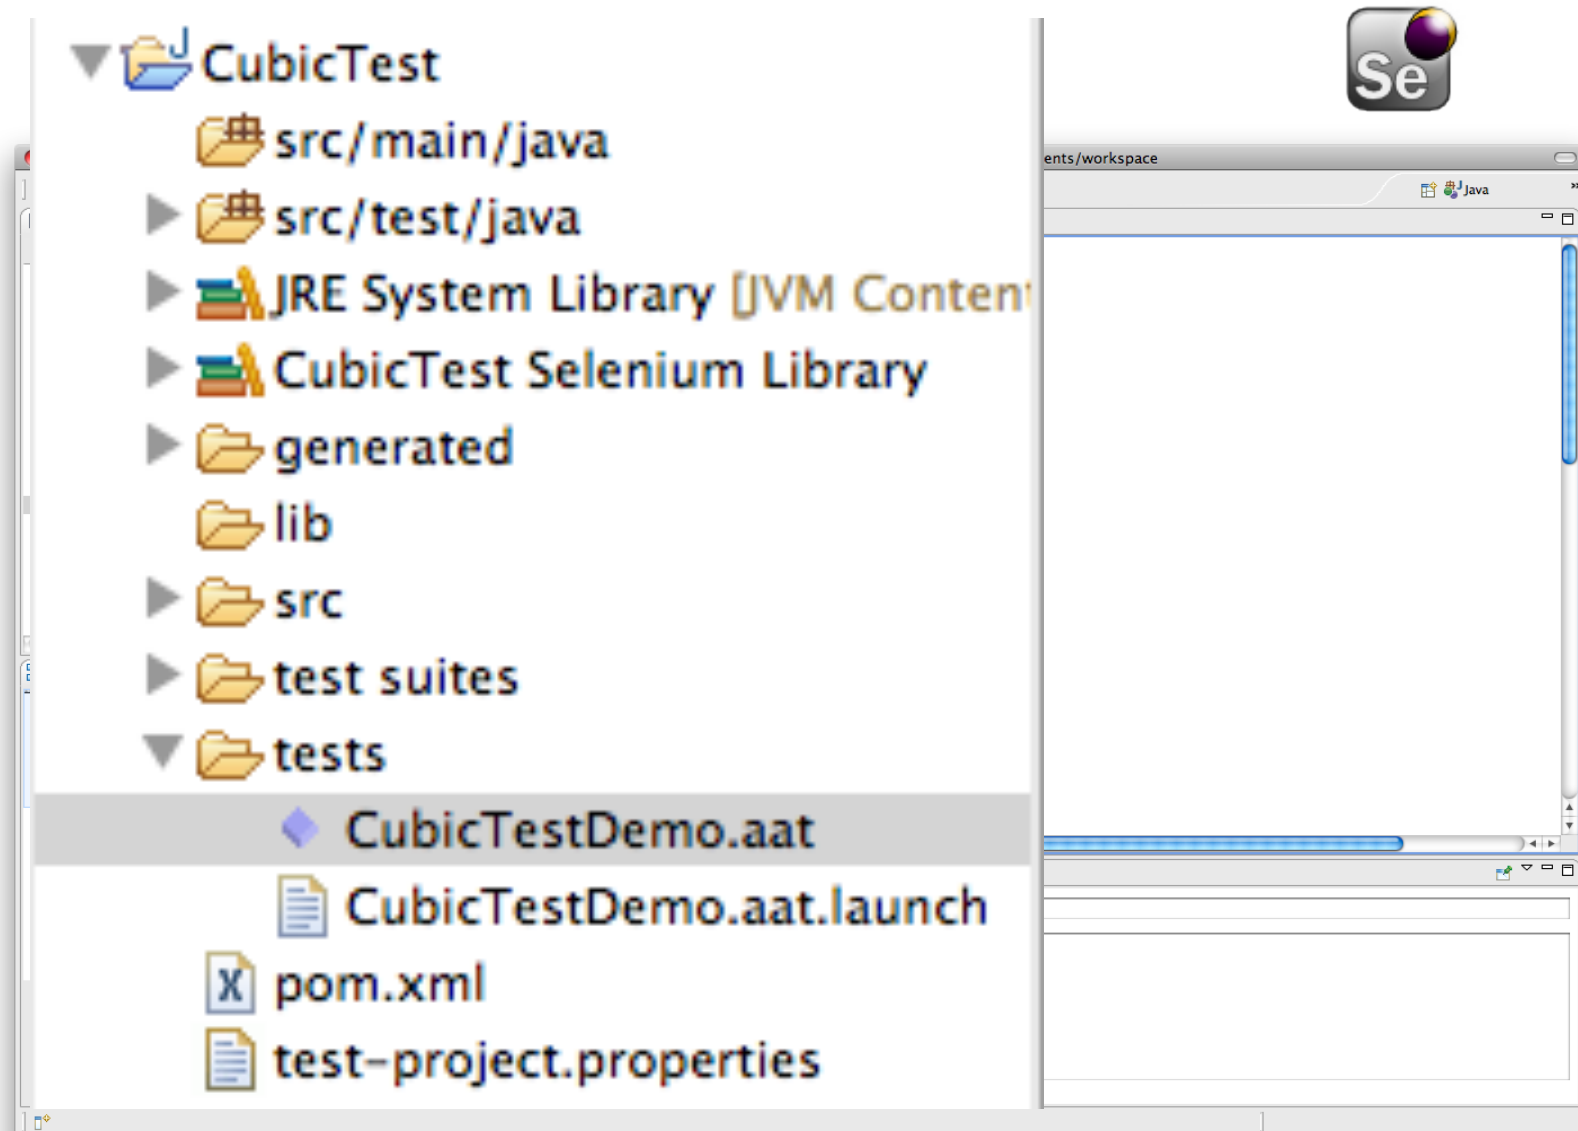 CubicTest
Se
src/main/java
ents/workspace
Java
src/test/java
JRE System Library [JVM Conten
CubicTest Selenium Library
generated
lib
src
test suites
tests
CubicTestDemo.aat
CubicTestDemo.aat.launch
pom.xml
test-project.properties